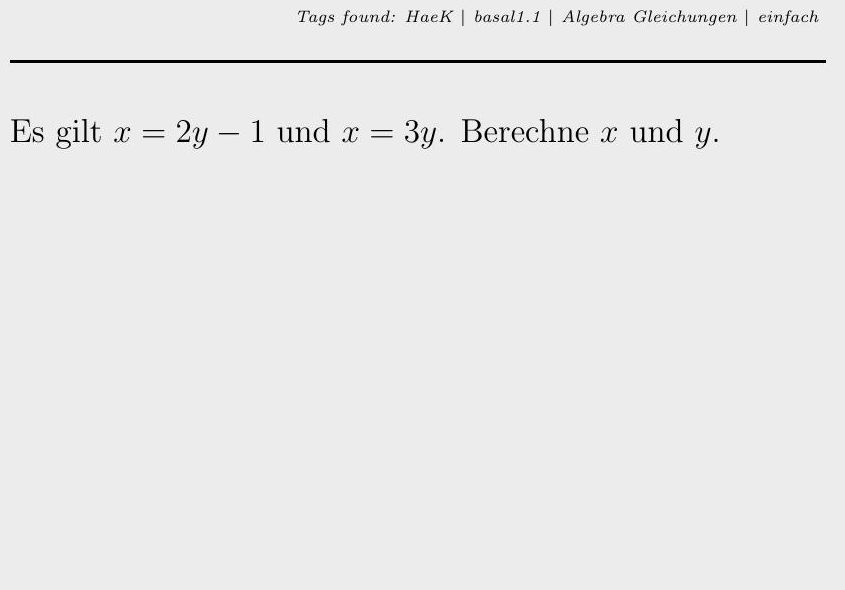 Tags found: HaeK | basal1.1 | Algebra Gleichungen | einfach
Es gilt x = 2y − 1 und x = 3y. Berechne x und y.